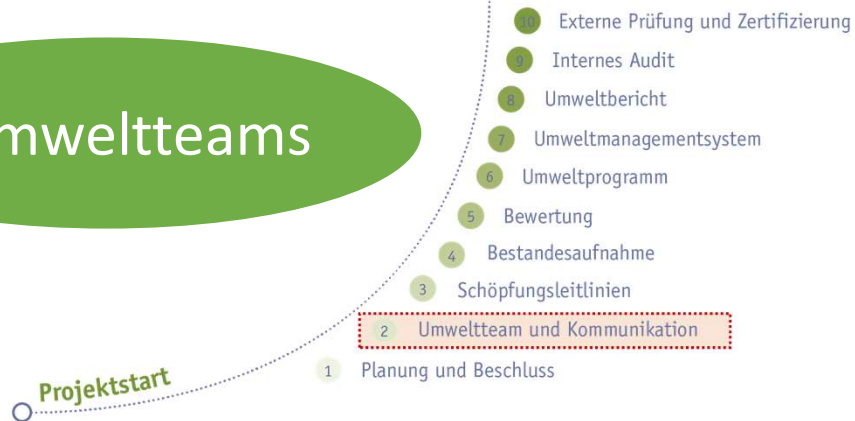 10 Externe Prüfung und Zertifizierung
9 Internes Audit
8 Umweltbericht
mweltteams
7 Umweltmanagementsystem
6 Umweltprogramm
5 Bewertung
4 Bestandesaufnahme
3 Schöpfungsleitlinien
2 Umweltteam und Kommunikation
1 Planung und Beschluss
Projektstart